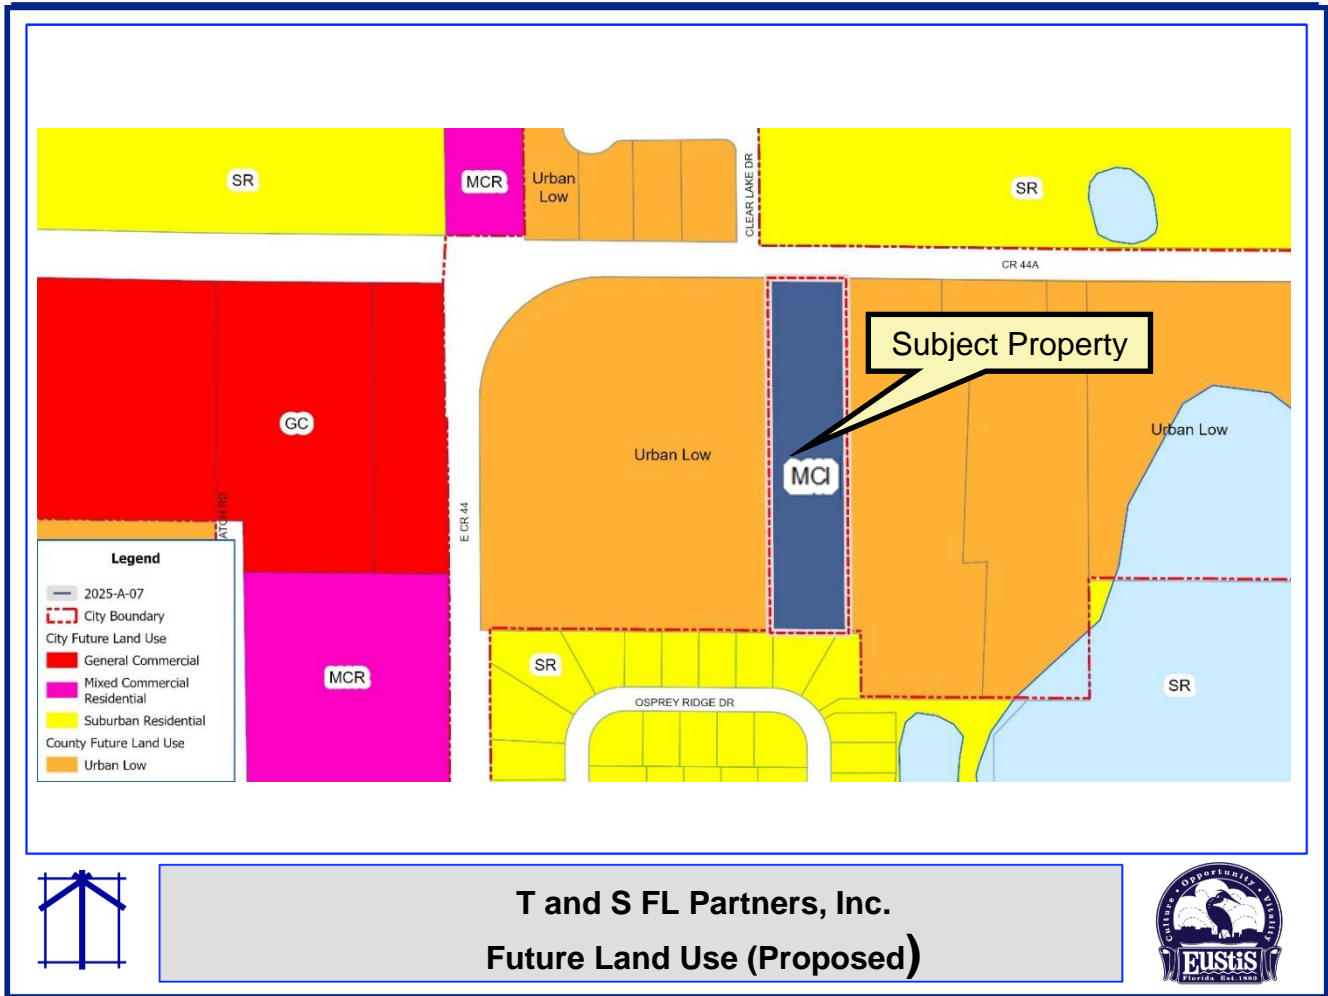 SR
MCR
Urban
Low
CLEAR LAKE DR
SR
CR 44A
Subject Property
GC
Urban Low
Urban Low
MCI
ATCH RD
E CR 44
Legend
2025-A-07
City Boundary
City Future Land Use
General Commercial
Mixed Commercial
Residential
Suburban Residential
County Future Land Use
Urban Low
MCR
SR
OSPREY RIDGE DR
SR
T and S FL Partners, Inc.
Future Land Use (Proposed)
Culture • Opportunity • Vitality
EUSTIS
Florida Est. 1883